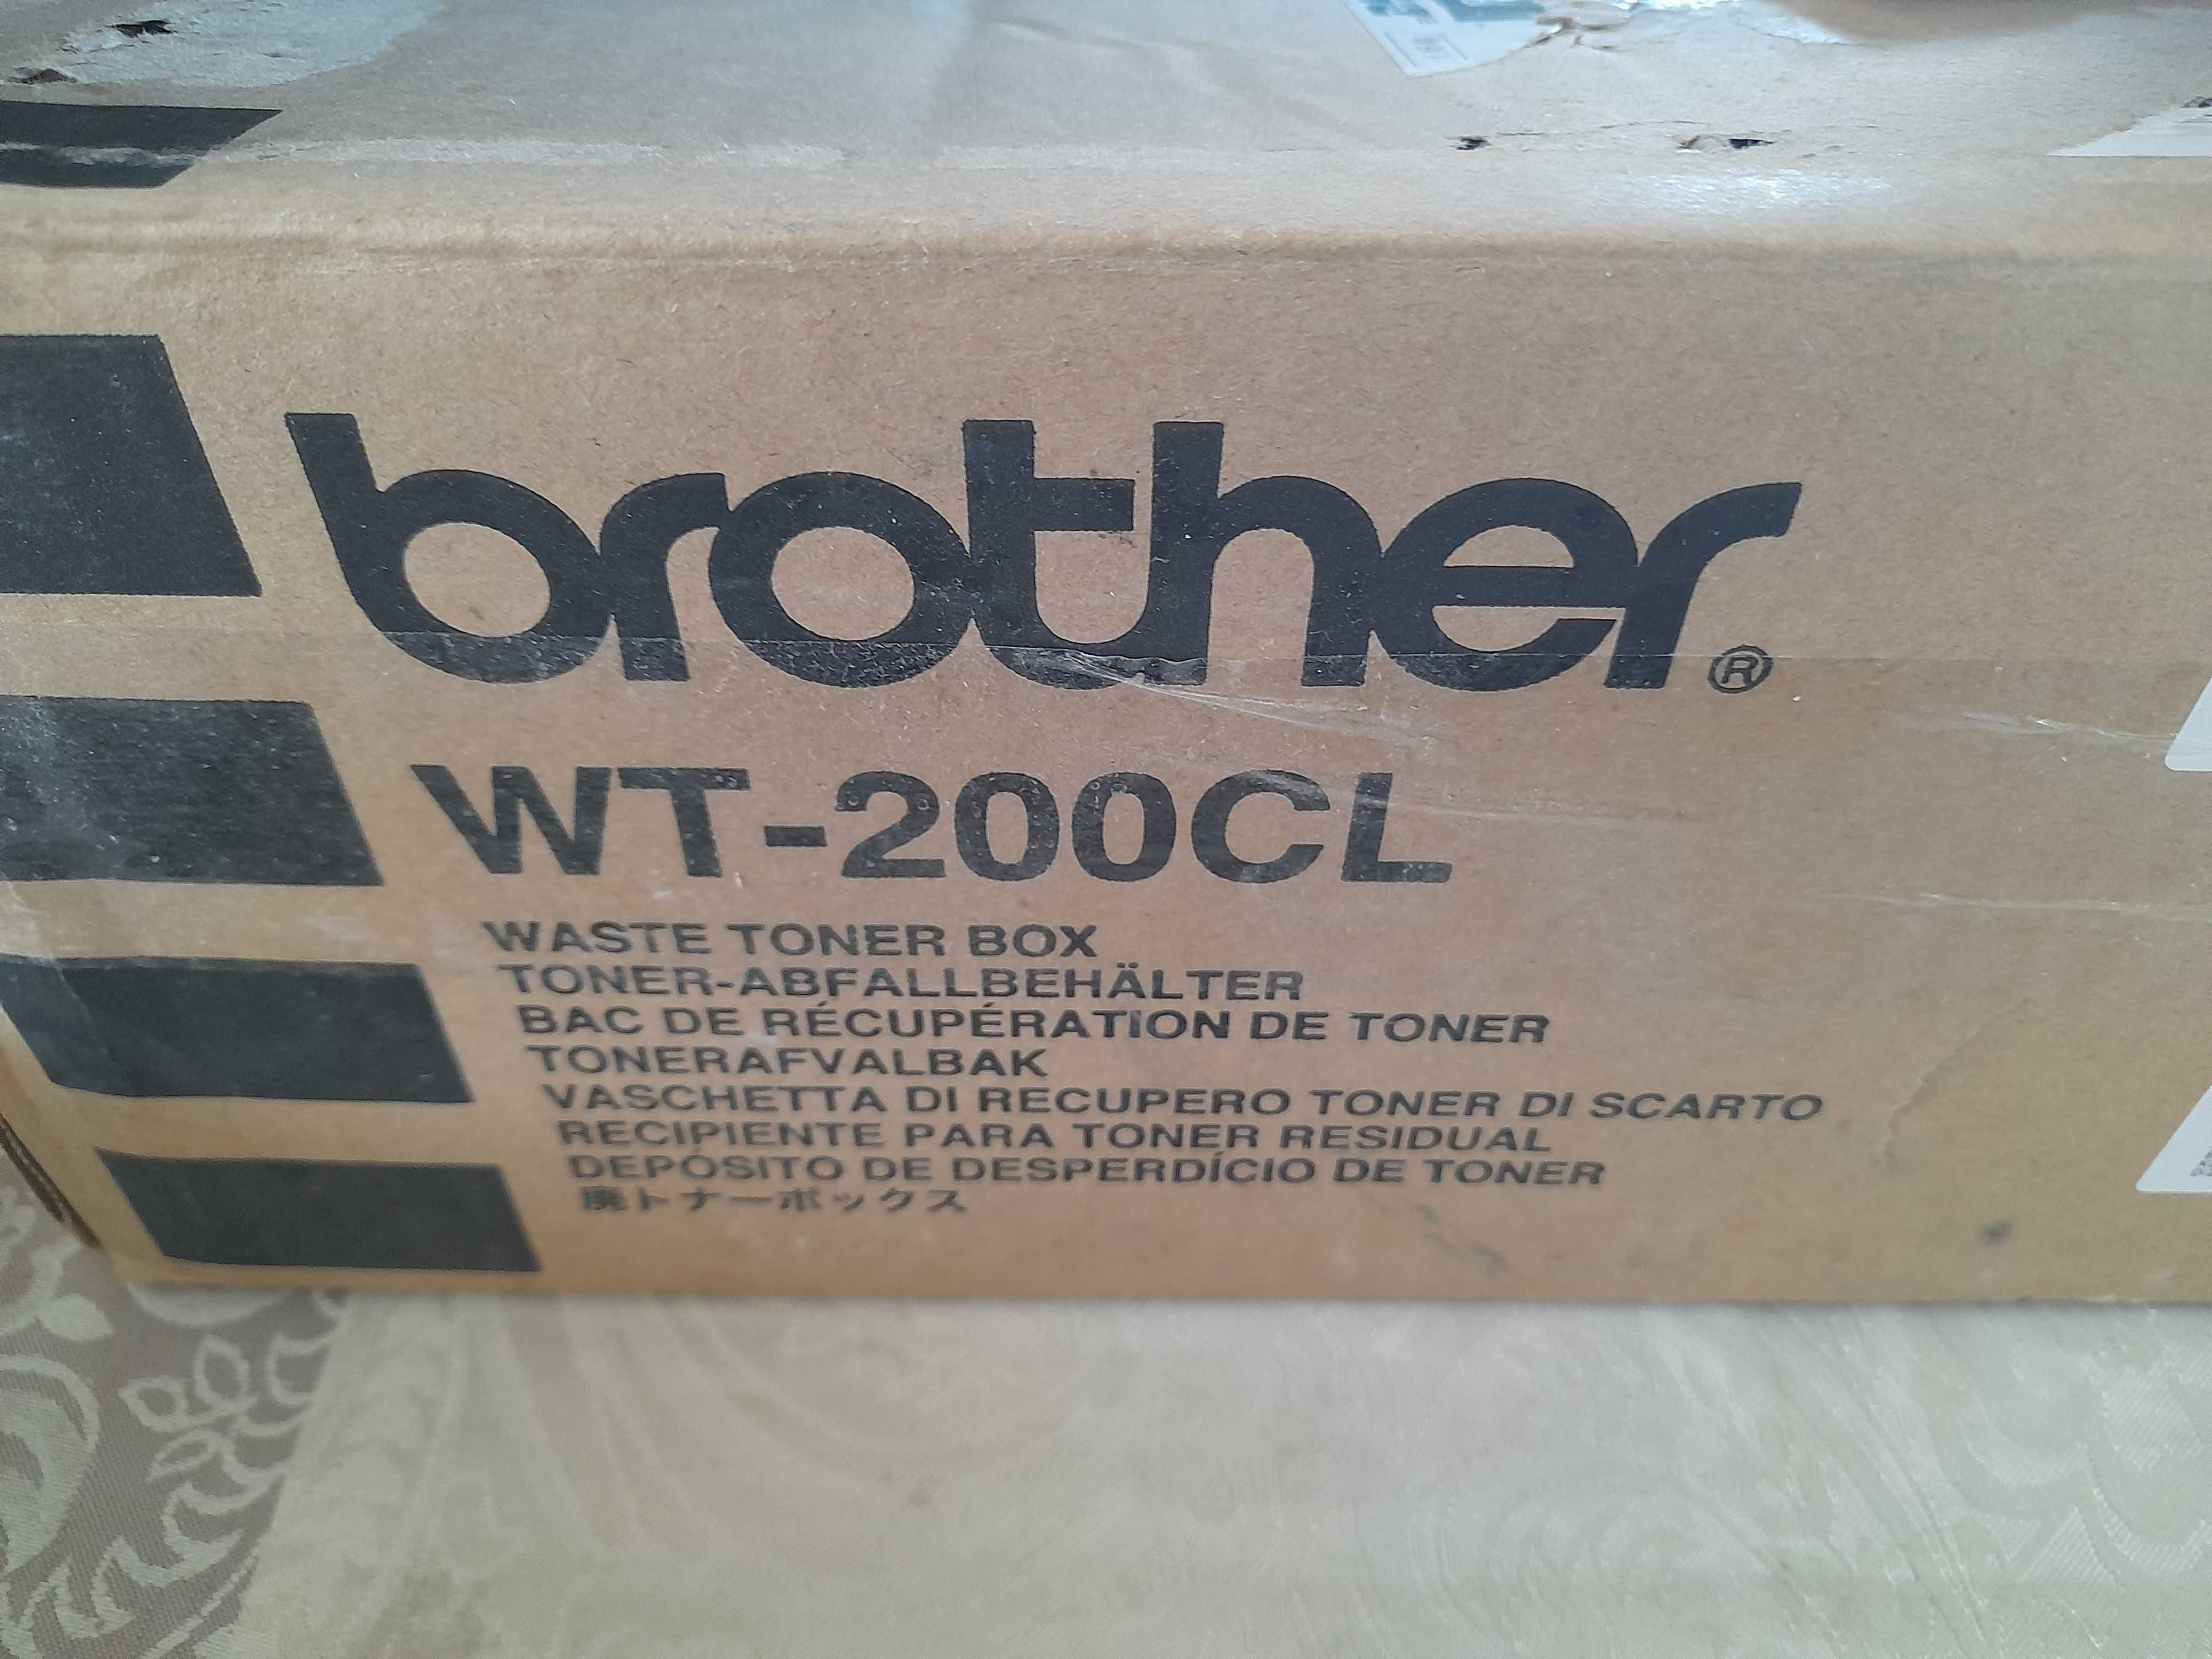 brother®
WT-200CL
WASTE TONER BOX
TONER-ABFALLBEHÄLTER
BAC DE RÉCUPÉRATION DE TONER
TONERAFVALBAK
VASCHETTA DI RECUPERO TONER DI SCARTO
RECIPIENTE PARA TONER RESIDUAL
DEPÓSITO DE DESPERDÍCIO DE TONER
廃トナーボックス